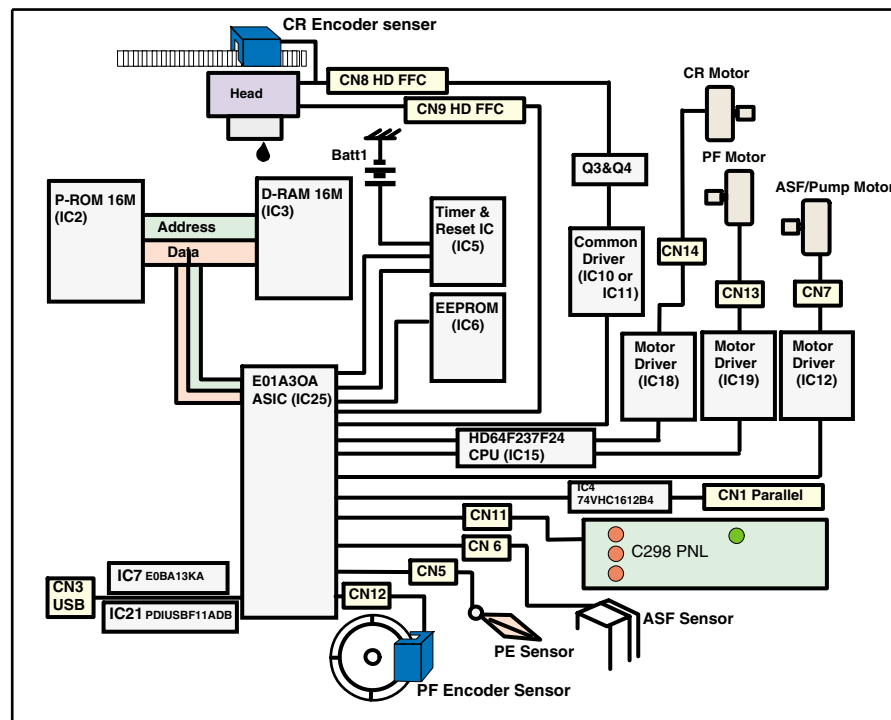 CR Encoder senser
CN8 HD FFC
Head
CN9 HD FFC
CR Motor
Batt1
Q3&Q4
PF Motor
ASF/Pump Motor
P-ROM 16M
(IC2)
D-RAM 16M
(IC3)
Address
Data
Timer &
Reset IC
(IC5)
Common
Driver
(IC10 or
IC11)
CN14
CN13
CN7
EEPROM
(IC6)
Motor
Driver
(IC18)
Motor
Driver
(IC19)
Motor
Driver
(IC12)
E01A3OA
ASIC (IC25)
HD64F237F24
CPU (IC15)
IC4
74VHC1612B4
CN1 Parallel
CN11
C298 PNL
CN 6
CN5
CN12
IC7 E0BA13KA
CN3
USB
IC21 PDIUSBF11ADB
ASF Sensor
PE Sensor
PF Encoder Sensor